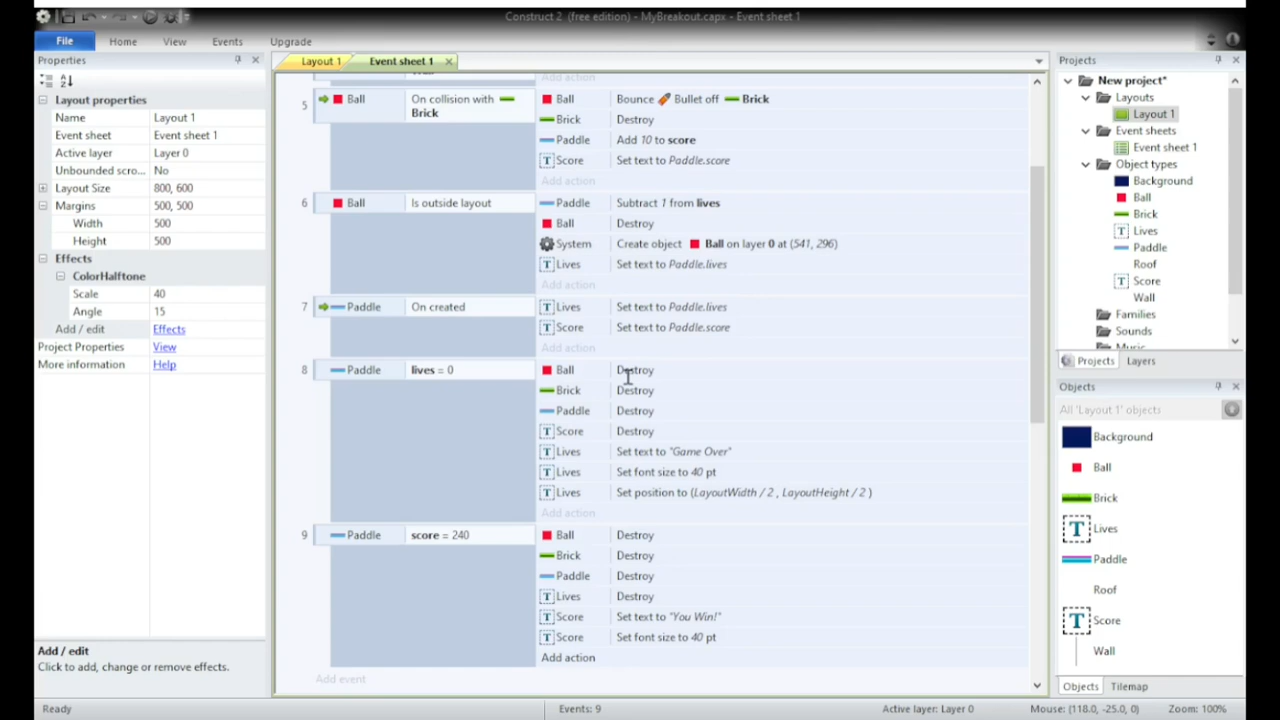 Construct 2 (free edition) - MyBreakout.capx - Event sheet 1
File Home View Events Upgrade
Properties
Layout 1 Event sheet 1
Projects
Layout properties
Name Layout 1
Event sheet Event sheet 1
Active layer Layer 0
Unbounded scro... No
Layout Size 800, 600
Margins 500, 500
Width 500
Height 500
Effects
ColorHalftone
Scale 40
Angle 15
Add / edit Effects
Project Properties View
More information Help
Add / edit
Click to add, change or remove effects.
Add action
5 Ball On collision with Brick
Ball Bounce Bullet off Brick
Brick Destroy
Paddle Add 10 to score
Score Set text to Paddle.score
Add action
6 Ball Is outside layout
Paddle Subtract 1 from lives
Ball Destroy
System Create object Ball on layer 0 at (541, 296)
Lives Set text to Paddle.lives
Add action
7 Paddle On created
Lives Set text to Paddle.lives
Score Set text to Paddle.score
Add action
8 Paddle lives = 0
Ball Destroy
Brick Destroy
Paddle Destroy
Score Destroy
Lives Set text to "Game Over"
Lives Set font size to 40 pt
Lives Set position to (LayoutWidth / 2 , LayoutHeight / 2 )
Add action
9 Paddle score = 240
Ball Destroy
Brick Destroy
Paddle Destroy
Lives Destroy
Score Set text to "You Win!"
Score Set font size to 40 pt
Add action
Add event
New project*
Layouts
Layout 1
Event sheets
Event sheet 1
Object types
Background
Ball
Brick
Lives
Paddle
Roof
Score
Wall
Families
Sounds
Projects Layers
Objects
All 'Layout 1' objects
Background
Ball
Brick
Lives
Paddle
Roof
Score
Wall
Objects Tilemap
Ready Events: 9 Active layer: Layer 0 Mouse: (118.0, -25.0, 0) Zoom: 100%